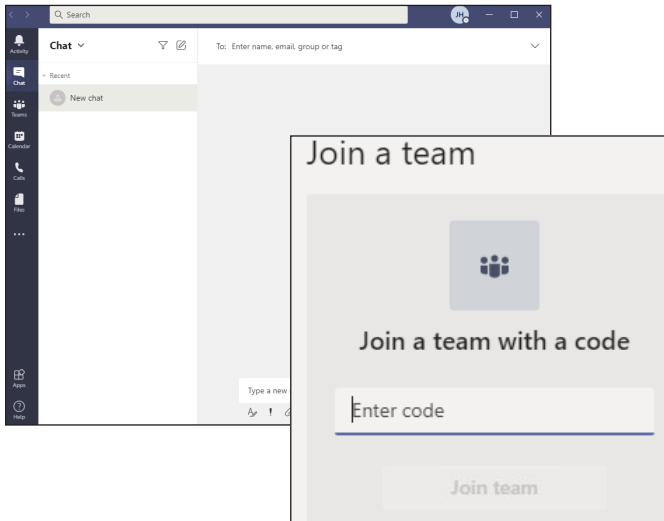 Search
JH
Activity
Chat
Teams
Calendar
Calls
Files
Apps
Help
Chat
Recent
New chat
To: Enter name, email, group or tag
Type a new
Join a team
Join a team with a code
Enter code
Join team